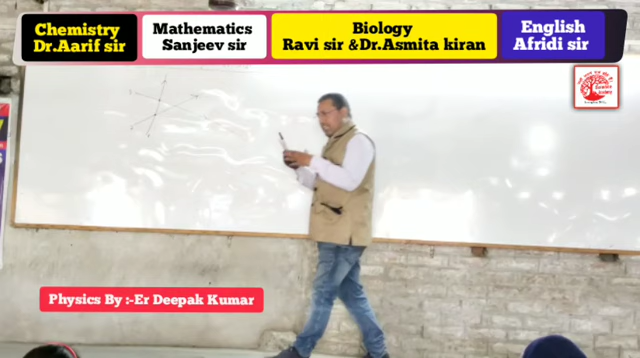 Chemistry
Dr.Aarif sir
Mathematics
Sanjeev sir
Biology
Ravi sir &Dr.Asmita kiran
English
Afridi sir
Physics By :-Er Deepak Kumar